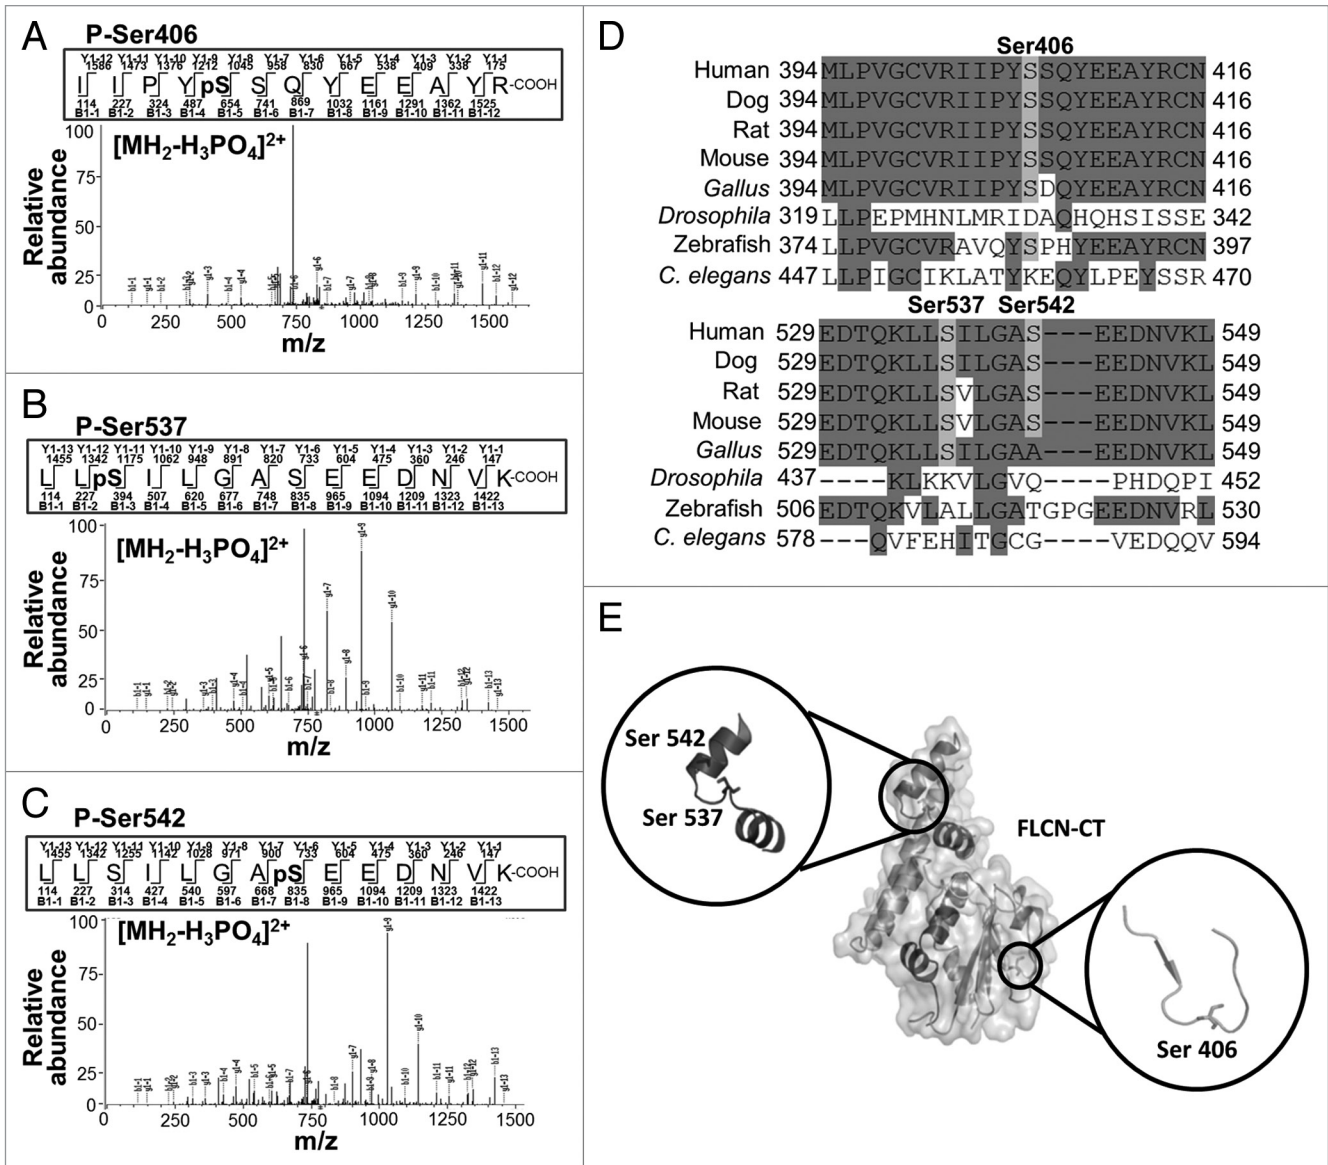 A
P-Ser406
Y1-12 Y1-11 Y1-10 Y1-9 Y1-8 Y1-7 Y1-6 Y1-5 Y1-4 Y1-3 Y1-2 Y1-1
1586 1473 1376 1212 1045 958 830 667 538 409 338 175
I I P Y pS S Q Y E E A Y R-COOH
114 227 324 487 654 741 869 1032 1161 1291 1362 1525
B1-1 B1-2 B1-3 B1-4 B1-5 B1-6 B1-7 B1-8 B1-9 B1-10 B1-11 B1-12
[MH2-H3PO4]2+
Relative abundance
100
75
50
25
0
0 250 500 750 1000 1250 1500
m/z
B
P-Ser537
Y1-13 Y1-12 Y1-11 Y1-10 Y1-9 Y1-8 Y1-7 Y1-6 Y1-5 Y1-4 Y1-3 Y1-2 Y1-1
1455 1342 1175 1062 948 891 820 733 604 475 360 246 147
L L pS I L G A S E E D N V K-COOH
114 227 394 507 620 677 748 835 965 1094 1209 1323 1422
B1-1 B1-2 B1-3 B1-4 B1-5 B1-6 B1-7 B1-8 B1-9 B1-10 B1-11 B1-12 B1-13
[MH2-H3PO4]2+
Relative abundance
100
75
50
25
0
0 250 500 750 1000 1250 1500
m/z
C
P-Ser542
Y1-13 Y1-12 Y1-11 Y1-10 Y1-9 Y1-8 Y1-7 Y1-6 Y1-5 Y1-4 Y1-3 Y1-2 Y1-1
1455 1342 1255 1142 1028 971 900 733 604 475 360 246 147
L L S I L G A pS E E D N V K-COOH
114 227 314 427 540 597 668 835 965 1094 1209 1323 1422
B1-1 B1-2 B1-3 B1-4 B1-5 B1-6 B1-7 B1-8 B1-9 B1-10 B1-11 B1-12 B1-13
[MH2-H3PO4]2+
Relative abundance
100
75
50
25
0
0 250 500 750 1000 1250 1500
m/z
D
Ser406
Human 394 MLPVGCVRIIPYSSQYEEAYRCN 416
Dog 394 MLPVGCVRIIPYSSQYEEAYRCN 416
Rat 394 MLPVGCVRIIPYSSQYEEAYRCN 416
Mouse 394 MLPVGCVRIIPYSSQYEEAYRCN 416
Gallus 394 MLPVGCVRIIPYSDQYEEAYRCN 416
Drosophila 319 LLPEPMHNLMRIDAQHQHSISSE 342
Zebrafish 374 LLPVGCVRAVQYSPHYEEAYRCN 397
C. elegans 447 LLPIGCIKLATYKEQYLPEYSSR 470
Ser537 Ser542
Human 529 EDTQKLLSILGAS---EEDNVKL 549
Dog 529 EDTQKLLSILGAS---EEDNVKL 549
Rat 529 EDTQKLLSVLGAS---EEDNVKL 549
Mouse 529 EDTQKLLSVLGAS---EEDNVKL 549
Gallus 529 EDTQKLLSILGAA---EEDNVKL 549
Drosophila 437 ----KLKKVLGVQ----PHDQPI 452
Zebrafish 506 EDTQKVLALLGATGPGEEDNVRL 530
C. elegans 578 ---QVFEHITGCG----VEDQQV 594
E
Ser 542
Ser 537
FLCN-CT
Ser 406